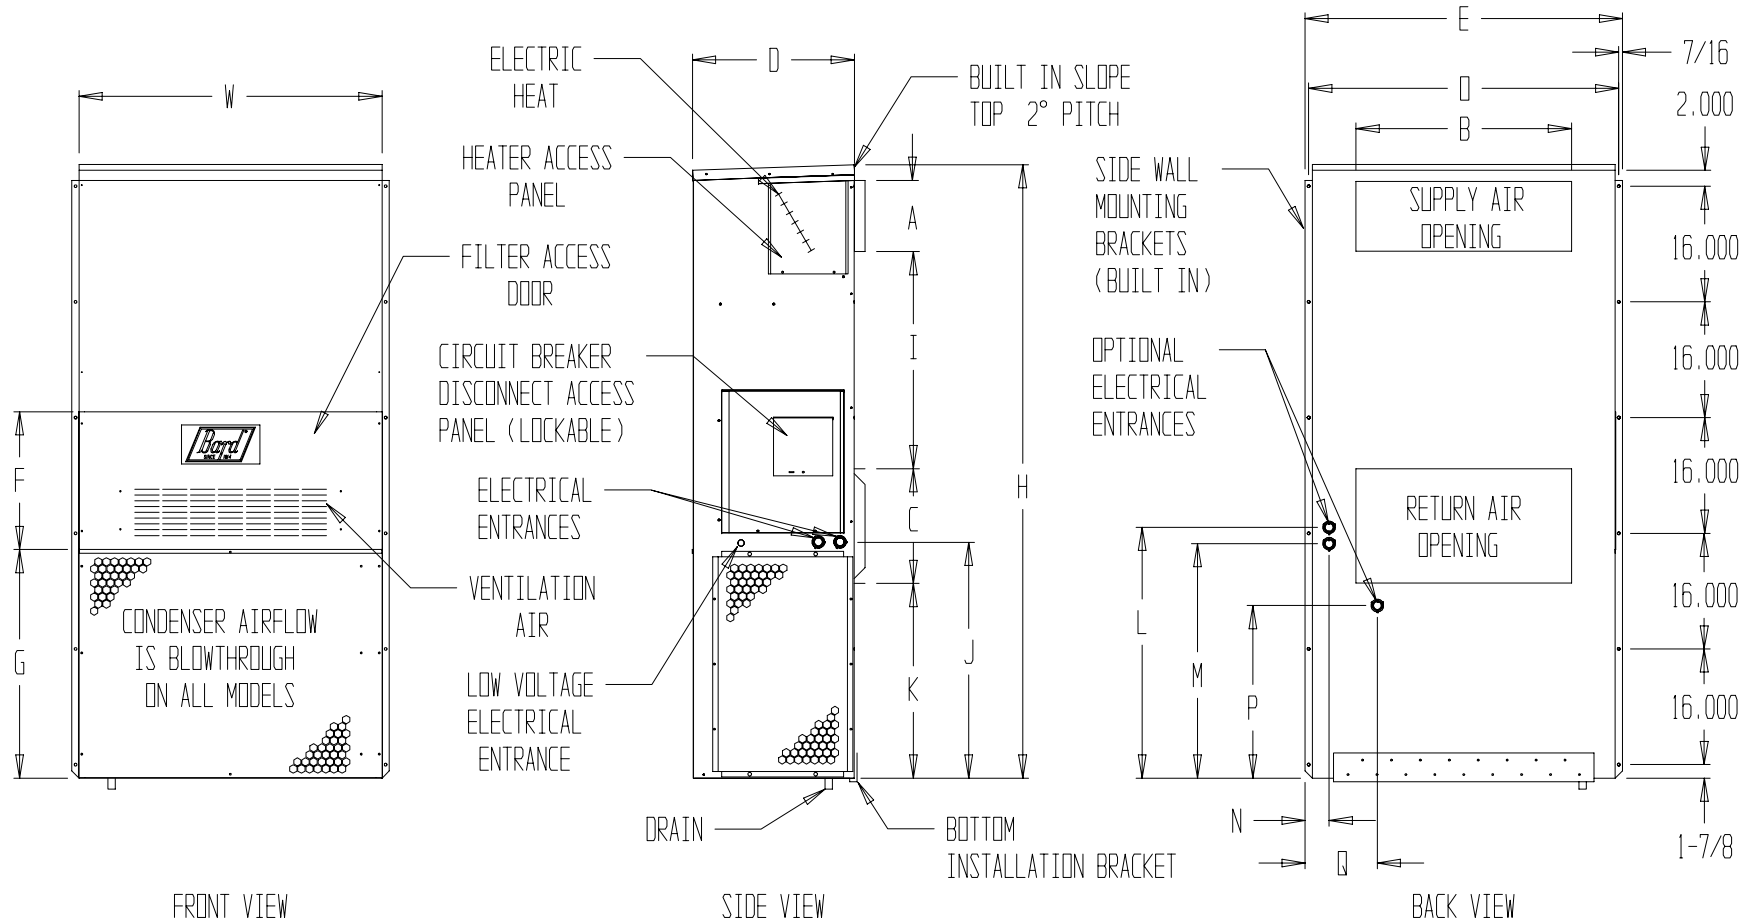 W
F
G
Bard
CONDENSER AIRFLOW
IS BLOWTHROUGH
ON ALL MODELS
FRONT VIEW
ELECTRIC
HEAT
HEATER ACCESS
PANEL
FILTER ACCESS
DOOR
CIRCUIT BREAKER
DISCONNECT ACCESS
PANEL (LOCKABLE)
ELECTRICAL
ENTRANCES
VENTILATION
AIR
LOW VOLTAGE
ELECTRICAL
ENTRANCE
DRAIN
D
BUILT IN SLOPE
TOP 2° PITCH
A
I
H
C
J
K
BOTTOM
INSTALLATION BRACKET
SIDE VIEW
SIDE WALL
MOUNTING
BRACKETS
(BUILT IN)
OPTIONAL
ELECTRICAL
ENTRANCES
E
7/16
O
2.000
B
SUPPLY AIR
OPENING
16.000
16.000
16.000
RETURN AIR
OPENING
16.000
16.000
L
M
P
N
Q
1-7/8
BACK VIEW